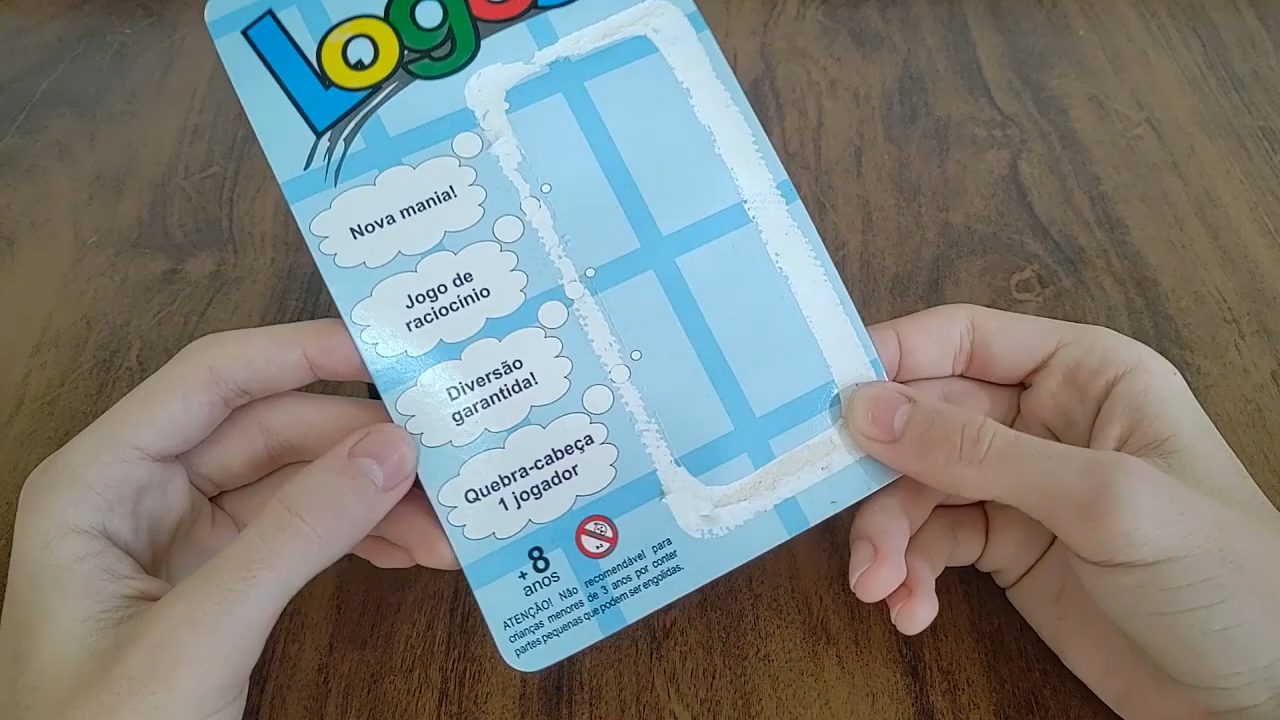 Nova mania!
Jogo de
raciocínio
Diversão
garantida!
Quebra-cabeça
1 jogador
+8
anos
ATENÇÃO! Não recomendável para
crianças menores de 3 anos por conter
partes pequenas que podem ser engolidas.